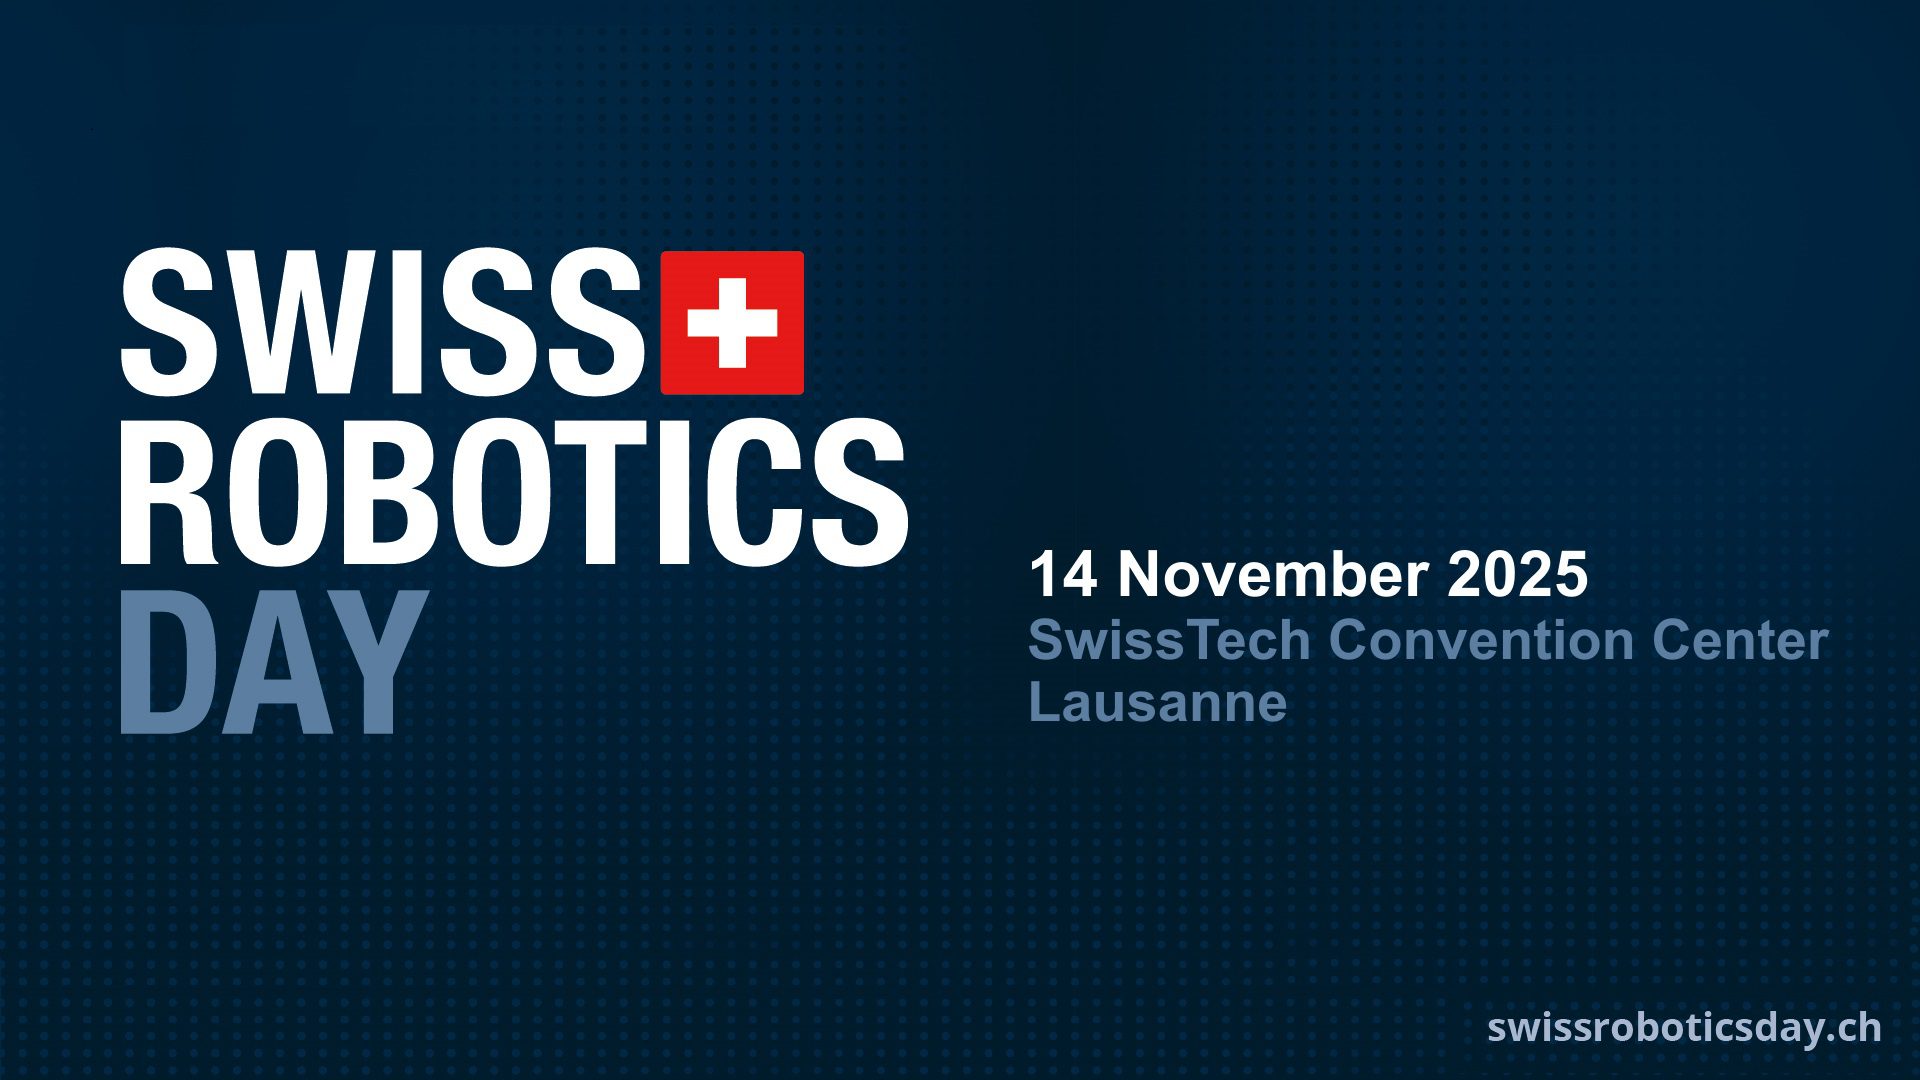 SWISS
ROBOTICS
DAY
14 November 2025
SwissTech Convention Center
Lausanne
swissroboticsday.ch